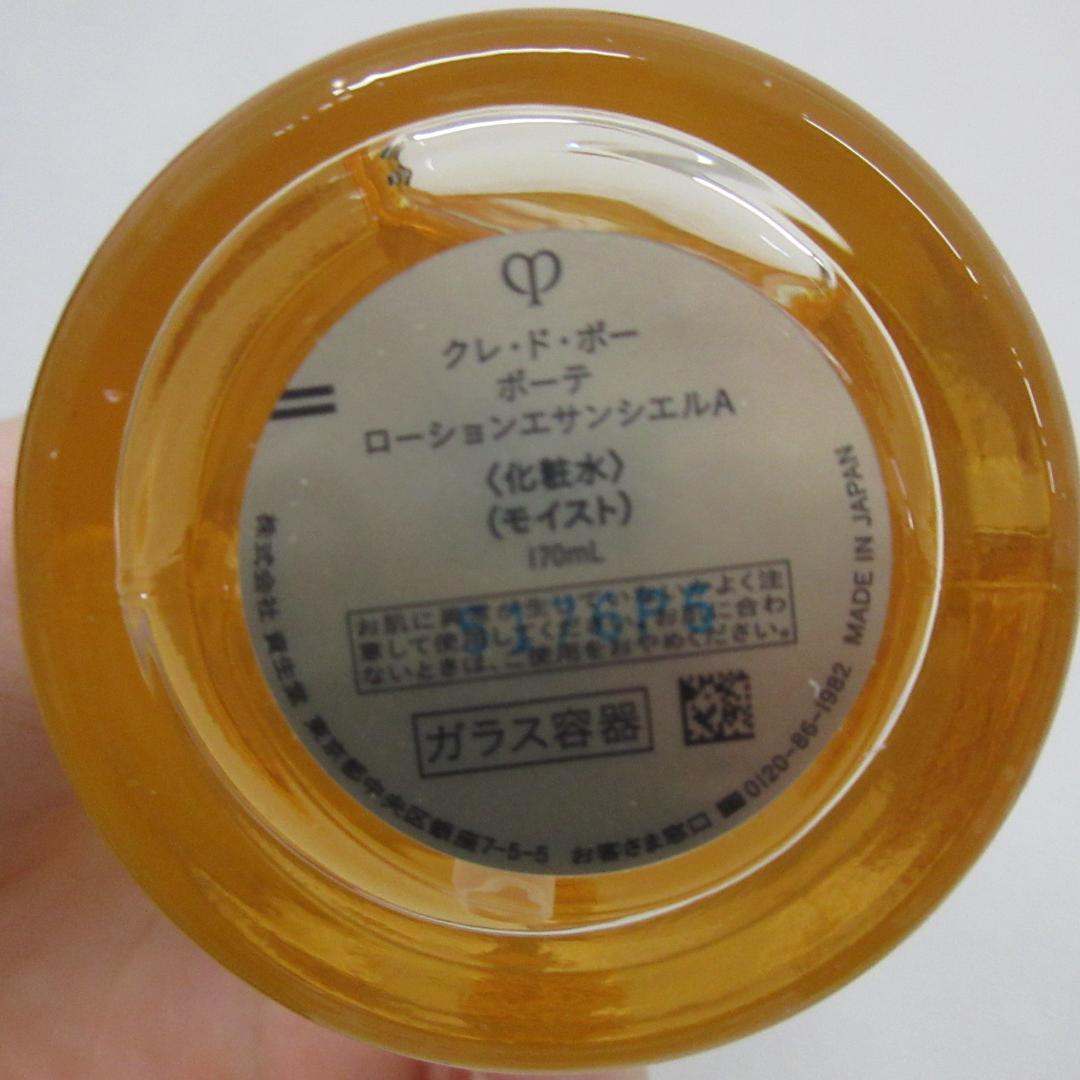 クレ・ド・ポー
ボーテ
ローションエサンシエルA
〈化粧水〉
(モイスト)
170mL
お肌に異常が生じていないかよく注
意して使用してください。お肌に合わ
ないときは、ご使用をおやめください。
5176P5
ガラス容器
株式会社 資生堂 東京都中央区銀座7-5-5 お客さま窓口 0120-86-1982 MADE IN JAPAN